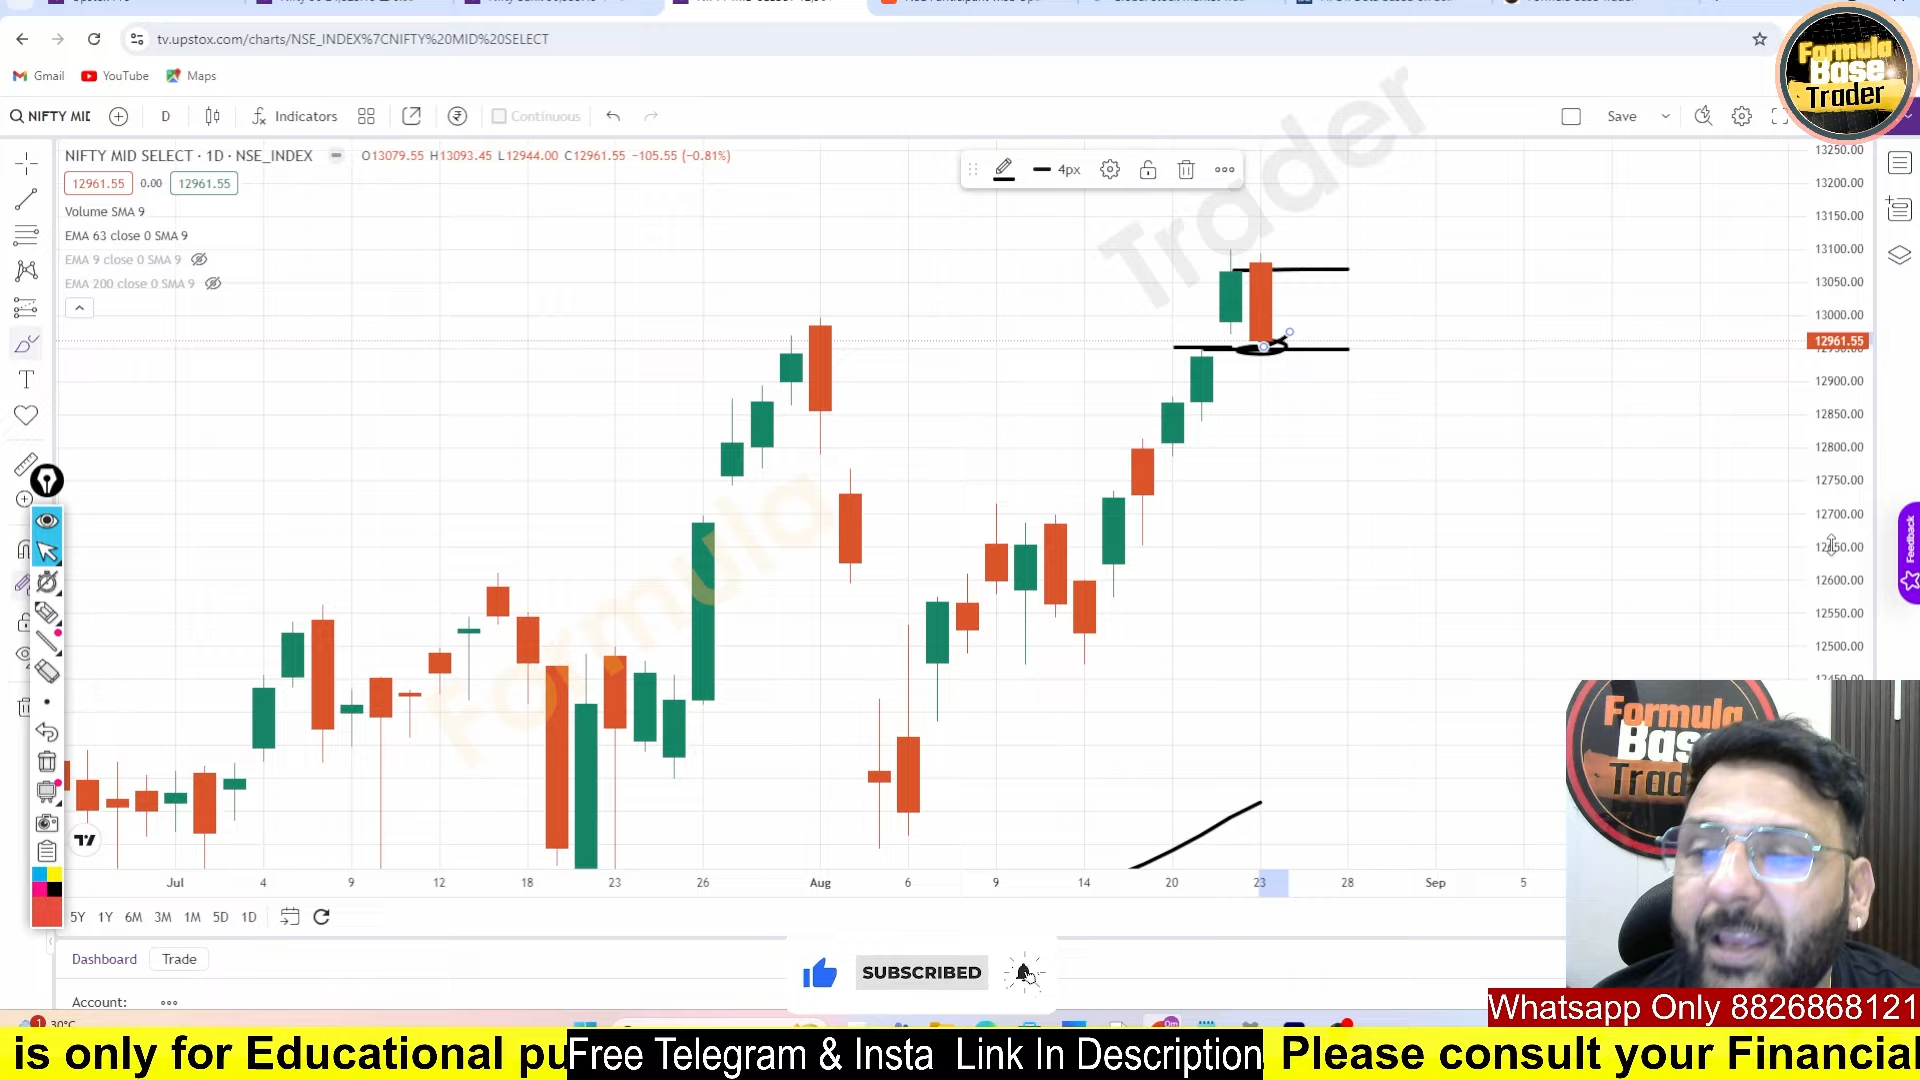 tv.upstox.com/charts/NSE_INDEX%7CNIFTY%20MID%20SELECT
Gmail YouTube Maps
Formula
Base
Trader
NIFTY MID D Indicators Continuous Save
NIFTY MID SELECT · 1D · NSE_INDEX O13079.55 H13093.45 L12944.00 C12961.55 −105.55 (−0.81%)
12961.55 0.00 12961.55
Volume SMA 9
EMA 63 close 0 SMA 9
EMA 9 close 0 SMA 9
EMA 200 close 0 SMA 9
4px
Formula
Trader
13250.00
13200.00
13150.00
13100.00
13050.00
13000.00
12961.55
12900.00
12850.00
12800.00
12750.00
12700.00
12650.00
12600.00
12550.00
12500.00
Feedback
Jul 4 9 12 18 23 26 Aug 6 9 14 20 23 28 Sep 5
5Y 1Y 6M 3M 1M 5D 1D
Dashboard Trade
Account:
SUBSCRIBED
30°C
Formula
Trad
Whatsapp Only 8826868121
is only for Educational pu
Free Telegram & Insta Link In Description
Please consult your Financial